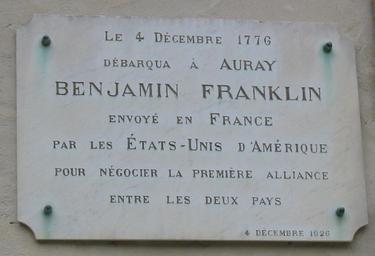 Le 4 Décembre 1776
débarqua à Auray
BENJAMIN FRANKLIN
envoyé en France
par les États-Unis d'Amérique
pour négocier la première alliance
entre les deux pays
4 décembre 1926